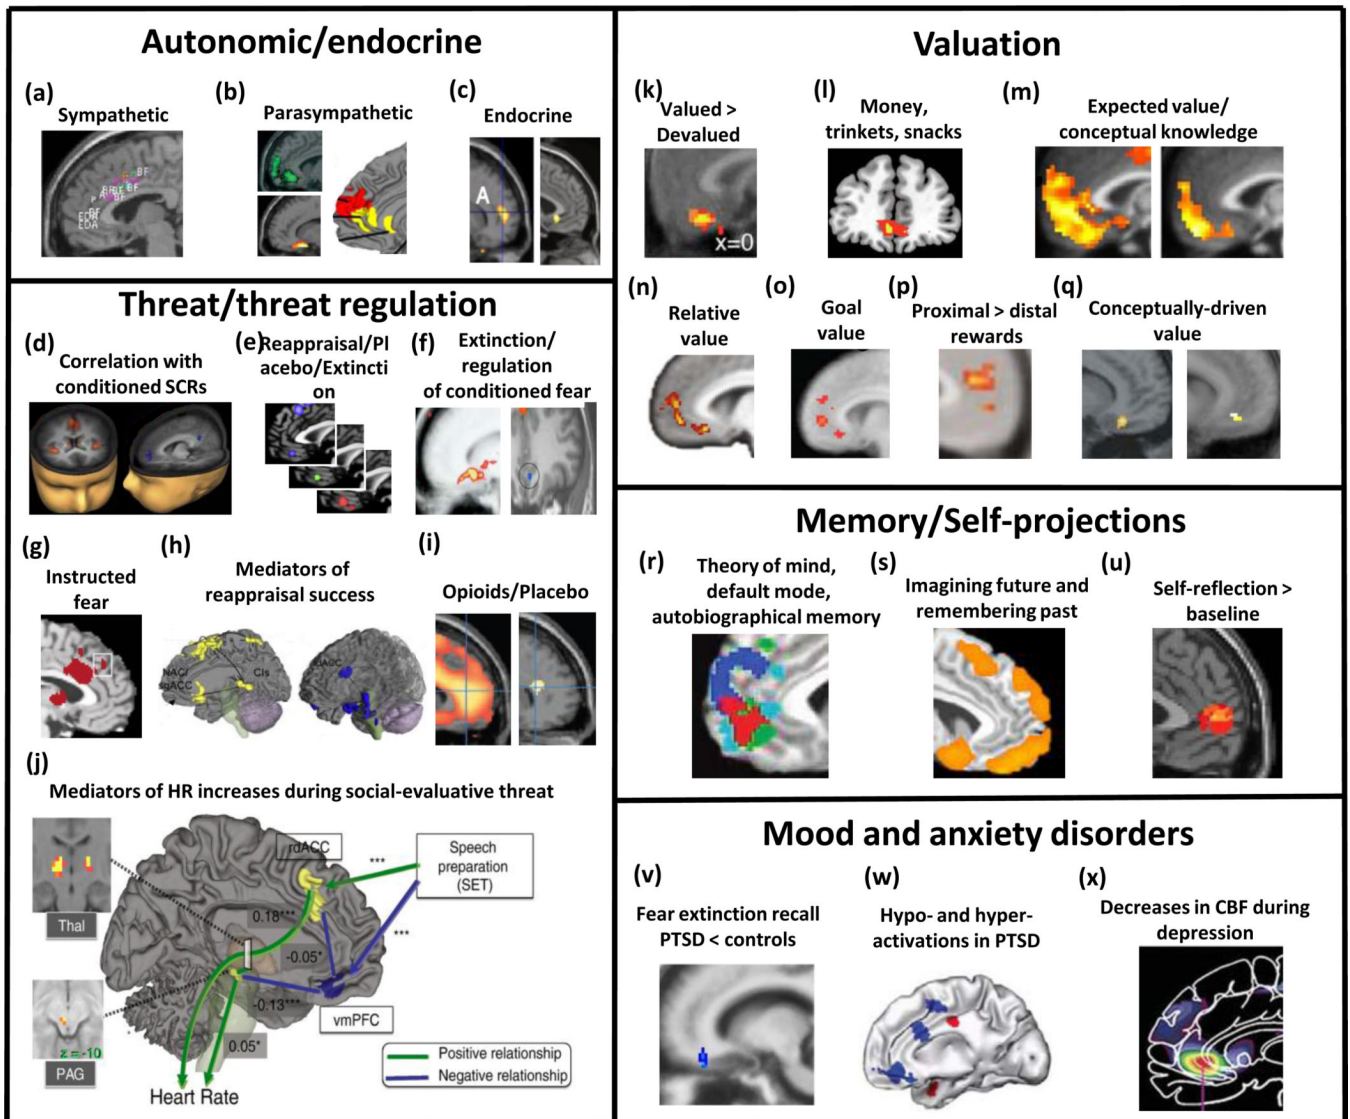 Autonomic/endocrine
(a)
Sympathetic
BF
EDA
(b)
Parasympathetic
(c)
Endocrine
A
Threat/threat regulation
(d)
Correlation with
conditioned SCRs
(e)
Reappraisal/Pl
acebo/Extincti
on
(f)
Extinction/
regulation
of conditioned fear
(g)
Instructed
fear
(h)
Mediators of
reappraisal success
sgACC
CIs
(i)
Opioids/Placebo
(j)
Mediators of HR increases during social-evaluative threat
Thal
z = -10
PAG
rdACC
***
Speech
preparation
(SET)
0.18***
***
-0.05*
-0.13***
vmPFC
0.05*
Heart Rate
Positive relationship
Negative relationship
Valuation
(k)
Valued >
Devalued
x=0
(l)
Money,
trinkets, snacks
(m)
Expected value/
conceptual knowledge
(n)
Relative
value
(o)
Goal
value
(p)
Proximal > distal
rewards
(q)
Conceptually-driven
value
Memory/Self-projections
(r)
Theory of mind,
default mode,
autobiographical memory
(s)
Imagining future and
remembering past
(u)
Self-reflection >
baseline
Mood and anxiety disorders
(v)
Fear extinction recall
PTSD < controls
(w)
Hypo- and hyper-
activations in PTSD
(x)
Decreases in CBF during
depression